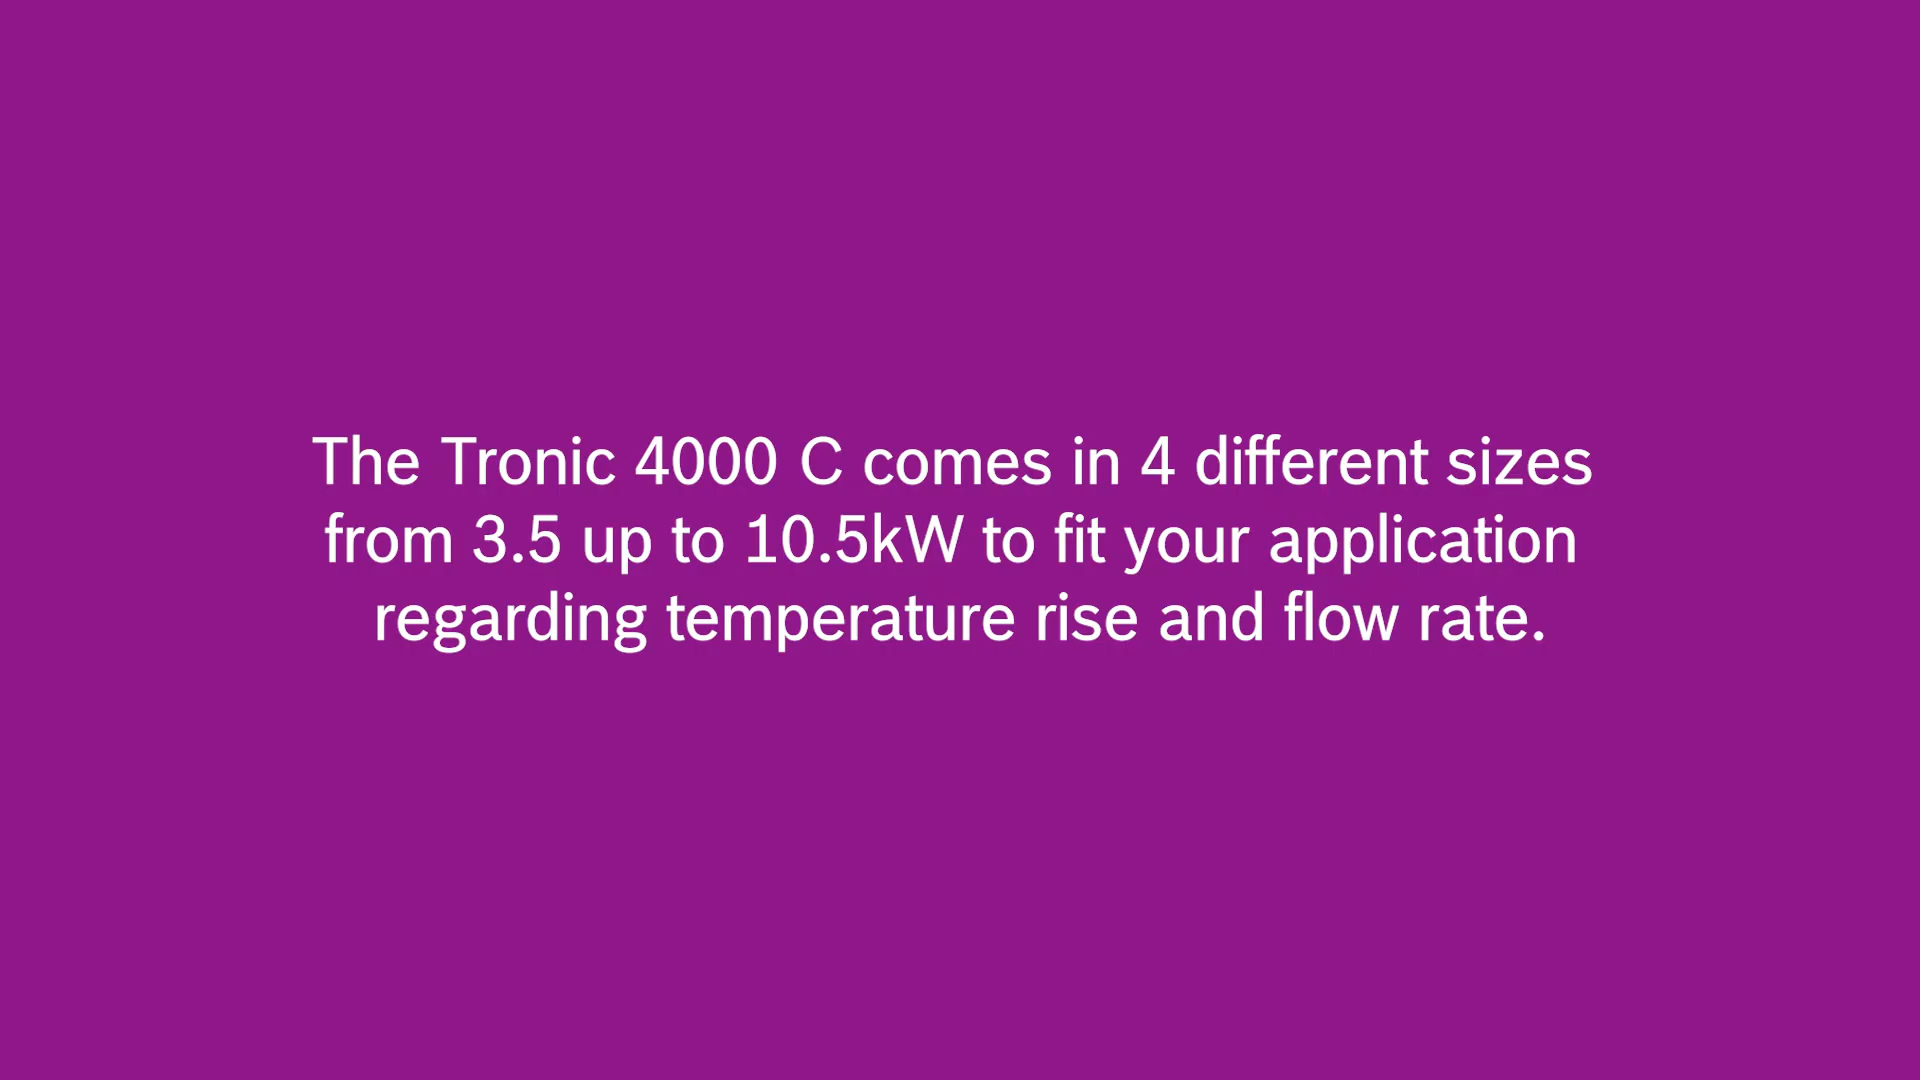 The Tronic 4000 C comes in 4 different sizes
from 3.5 up to 10.5kW to fit your application
regarding temperature rise and flow rate.